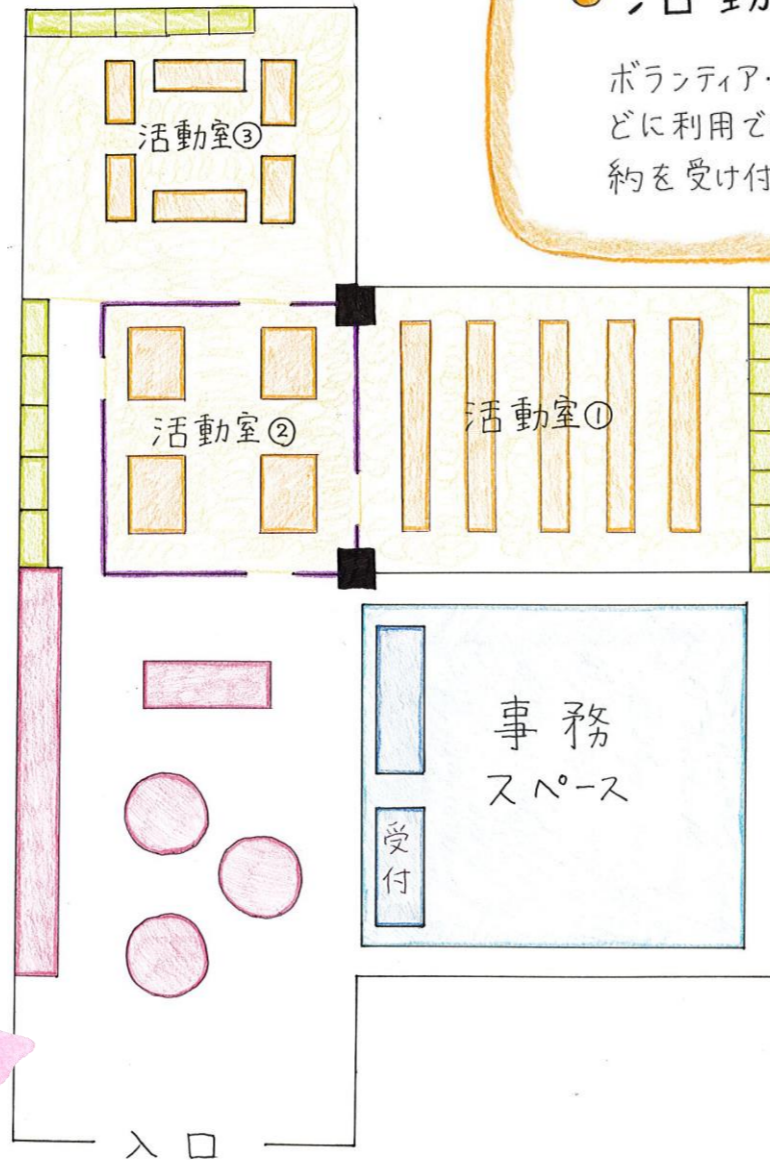 活動
ボランティア・
どに利用で
約を受け付
活動室③
活動室②
活動室①
事務
スペース
受付
入口